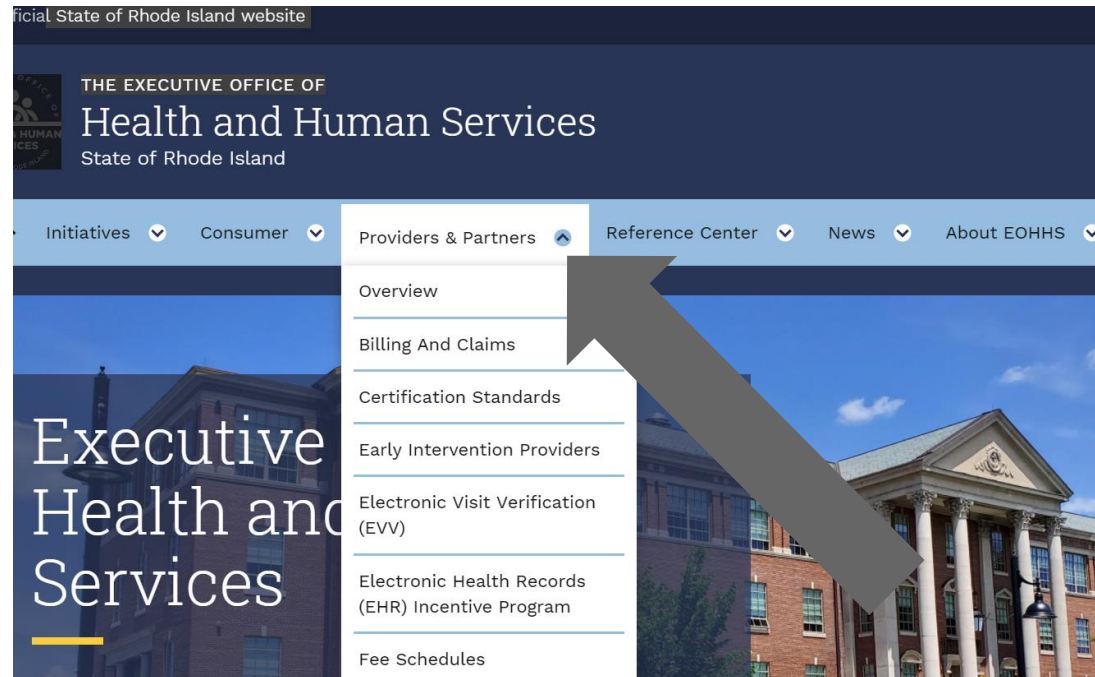 ficial State of Rhode Island website
THE EXECUTIVE OFFICE OF
Health and Human Services
State of Rhode Island
HUMAN
Initiatives
Consumer
Providers & Partners
Reference Center
News
About EOHHS
Overview
Billing And Claims
Certification Standards
Early Intervention Providers
Electronic Visit Verification
(EVV)
Electronic Health Records
(EHR) Incentive Program
Fee Schedules
Executive
Health and
Services